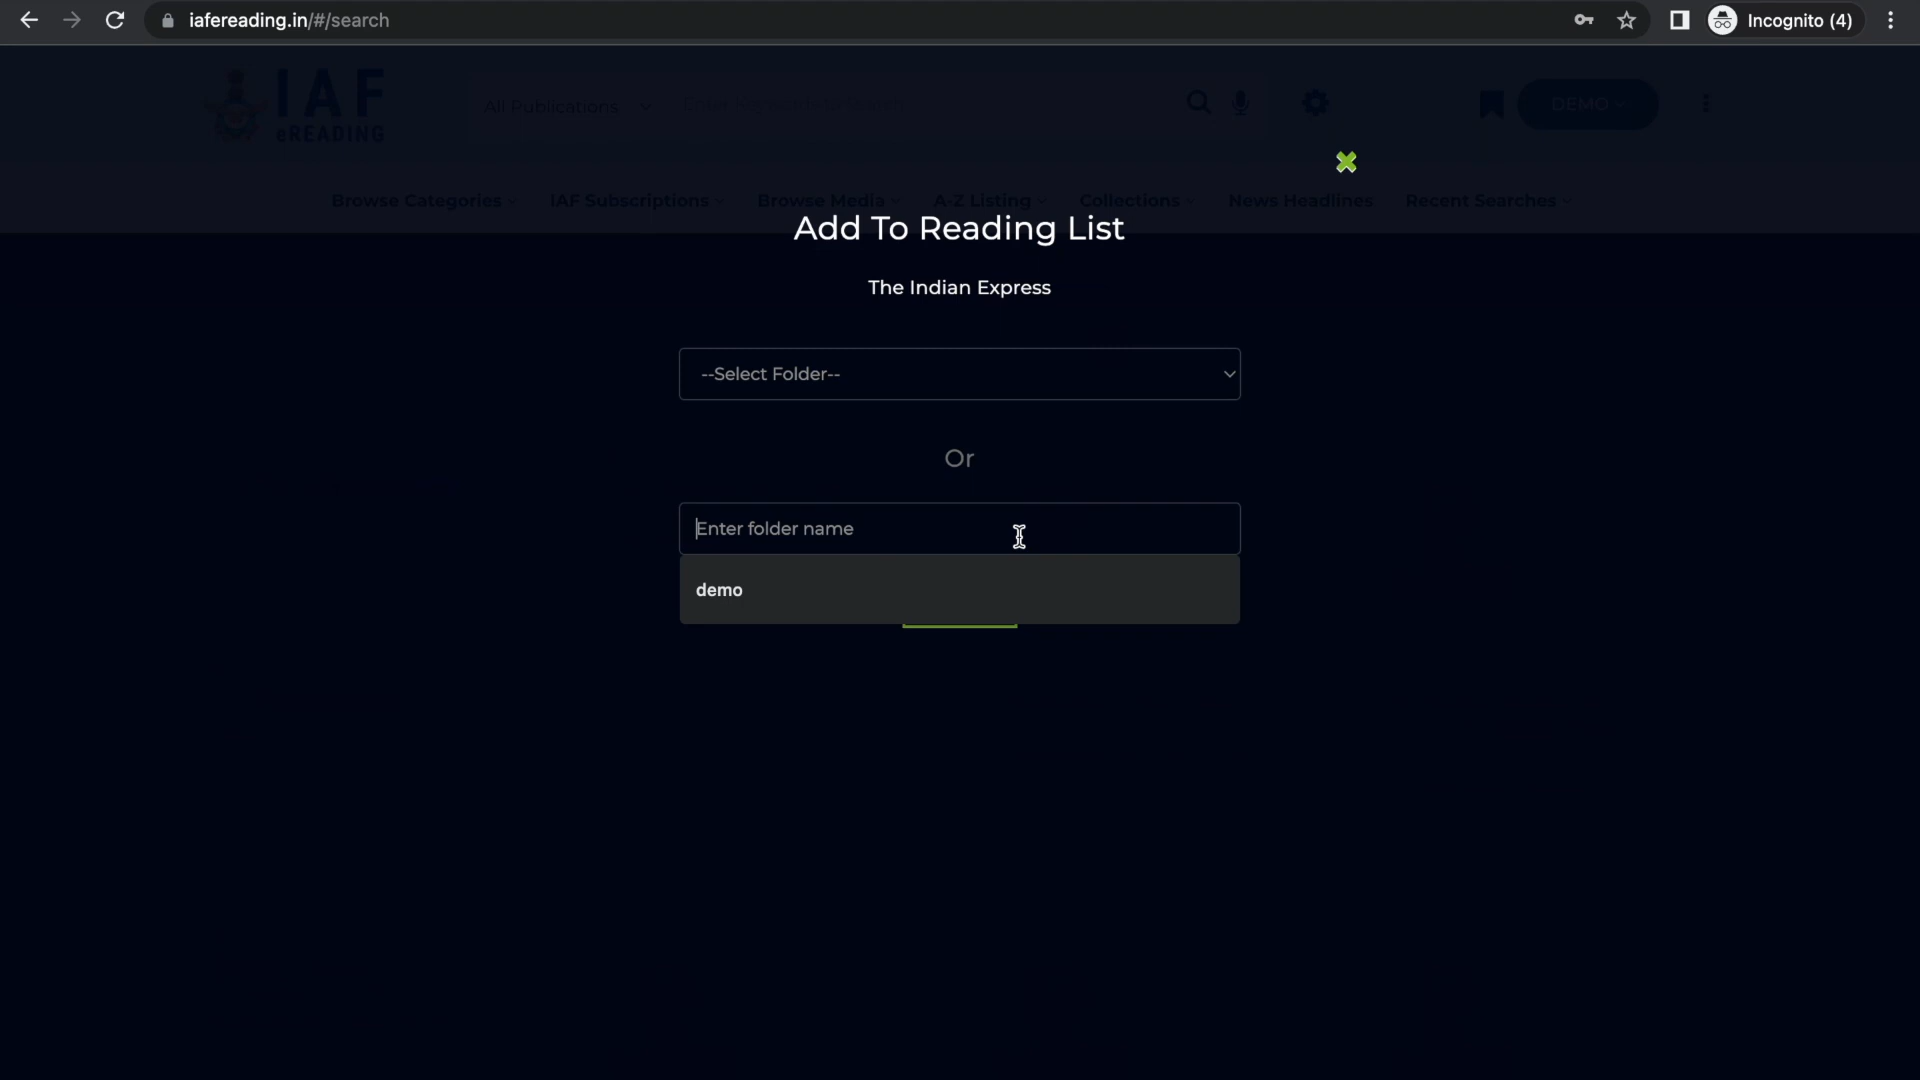 iafereading.in/#/search
Incognito (4)
IAF
eREADING
All Publications
Enter keywords to search
DEMO
Browse Categories
IAF Subscriptions
Browse Media
A-Z Listing
Collections
News Headlines
Recent Searches
Add To Reading List
The Indian Express
--Select Folder--
Or
Enter folder name
demo